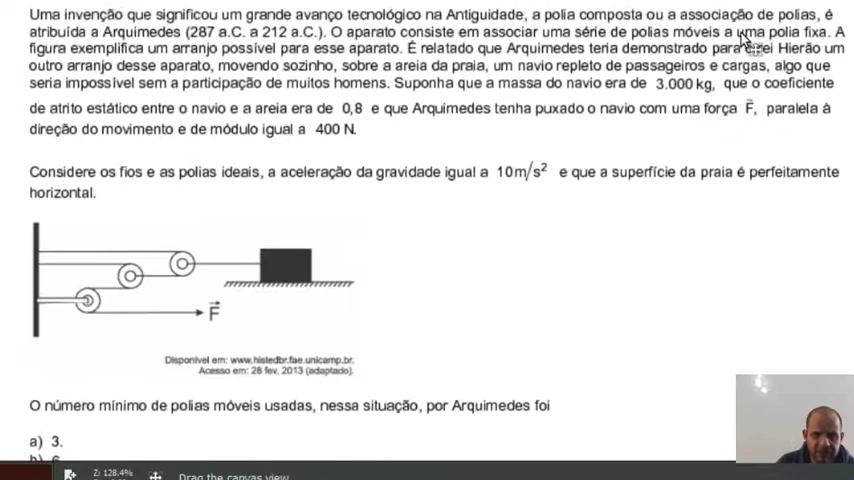 Uma invenção que significou um grande avanço tecnológico na Antiguidade, a polia composta ou a associação de polias, é
atribuída a Arquimedes (287 a.C. a 212 a.C.). O aparato consiste em associar uma série de polias móveis a uma polia fixa. A
figura exemplifica um arranjo possível para esse aparato. É relatado que Arquimedes teria demonstrado para o rei Hierão um
outro arranjo desse aparato, movendo sozinho, sobre a areia da praia, um navio repleto de passageiros e cargas, algo que
seria impossível sem a participação de muitos homens. Suponha que a massa do navio era de 3.000 kg, que o coeficiente
de atrito estático entre o navio e a areia era de 0,8 e que Arquimedes tenha puxado o navio com uma força F⃗, paralela à
direção do movimento e de módulo igual a 400 N.
Considere os fios e as polias ideais, a aceleração da gravidade igual a 10m/s² e que a superfície da praia é perfeitamente
horizontal.
F⃗
Disponível em: www.histedbr.fae.unicamp.br.
Acesso em: 28 fev. 2013 (adaptado).
O número mínimo de polias móveis usadas, nessa situação, por Arquimedes foi
a) 3.
b) 6.
Z: 128.4%
Drag the canvas view